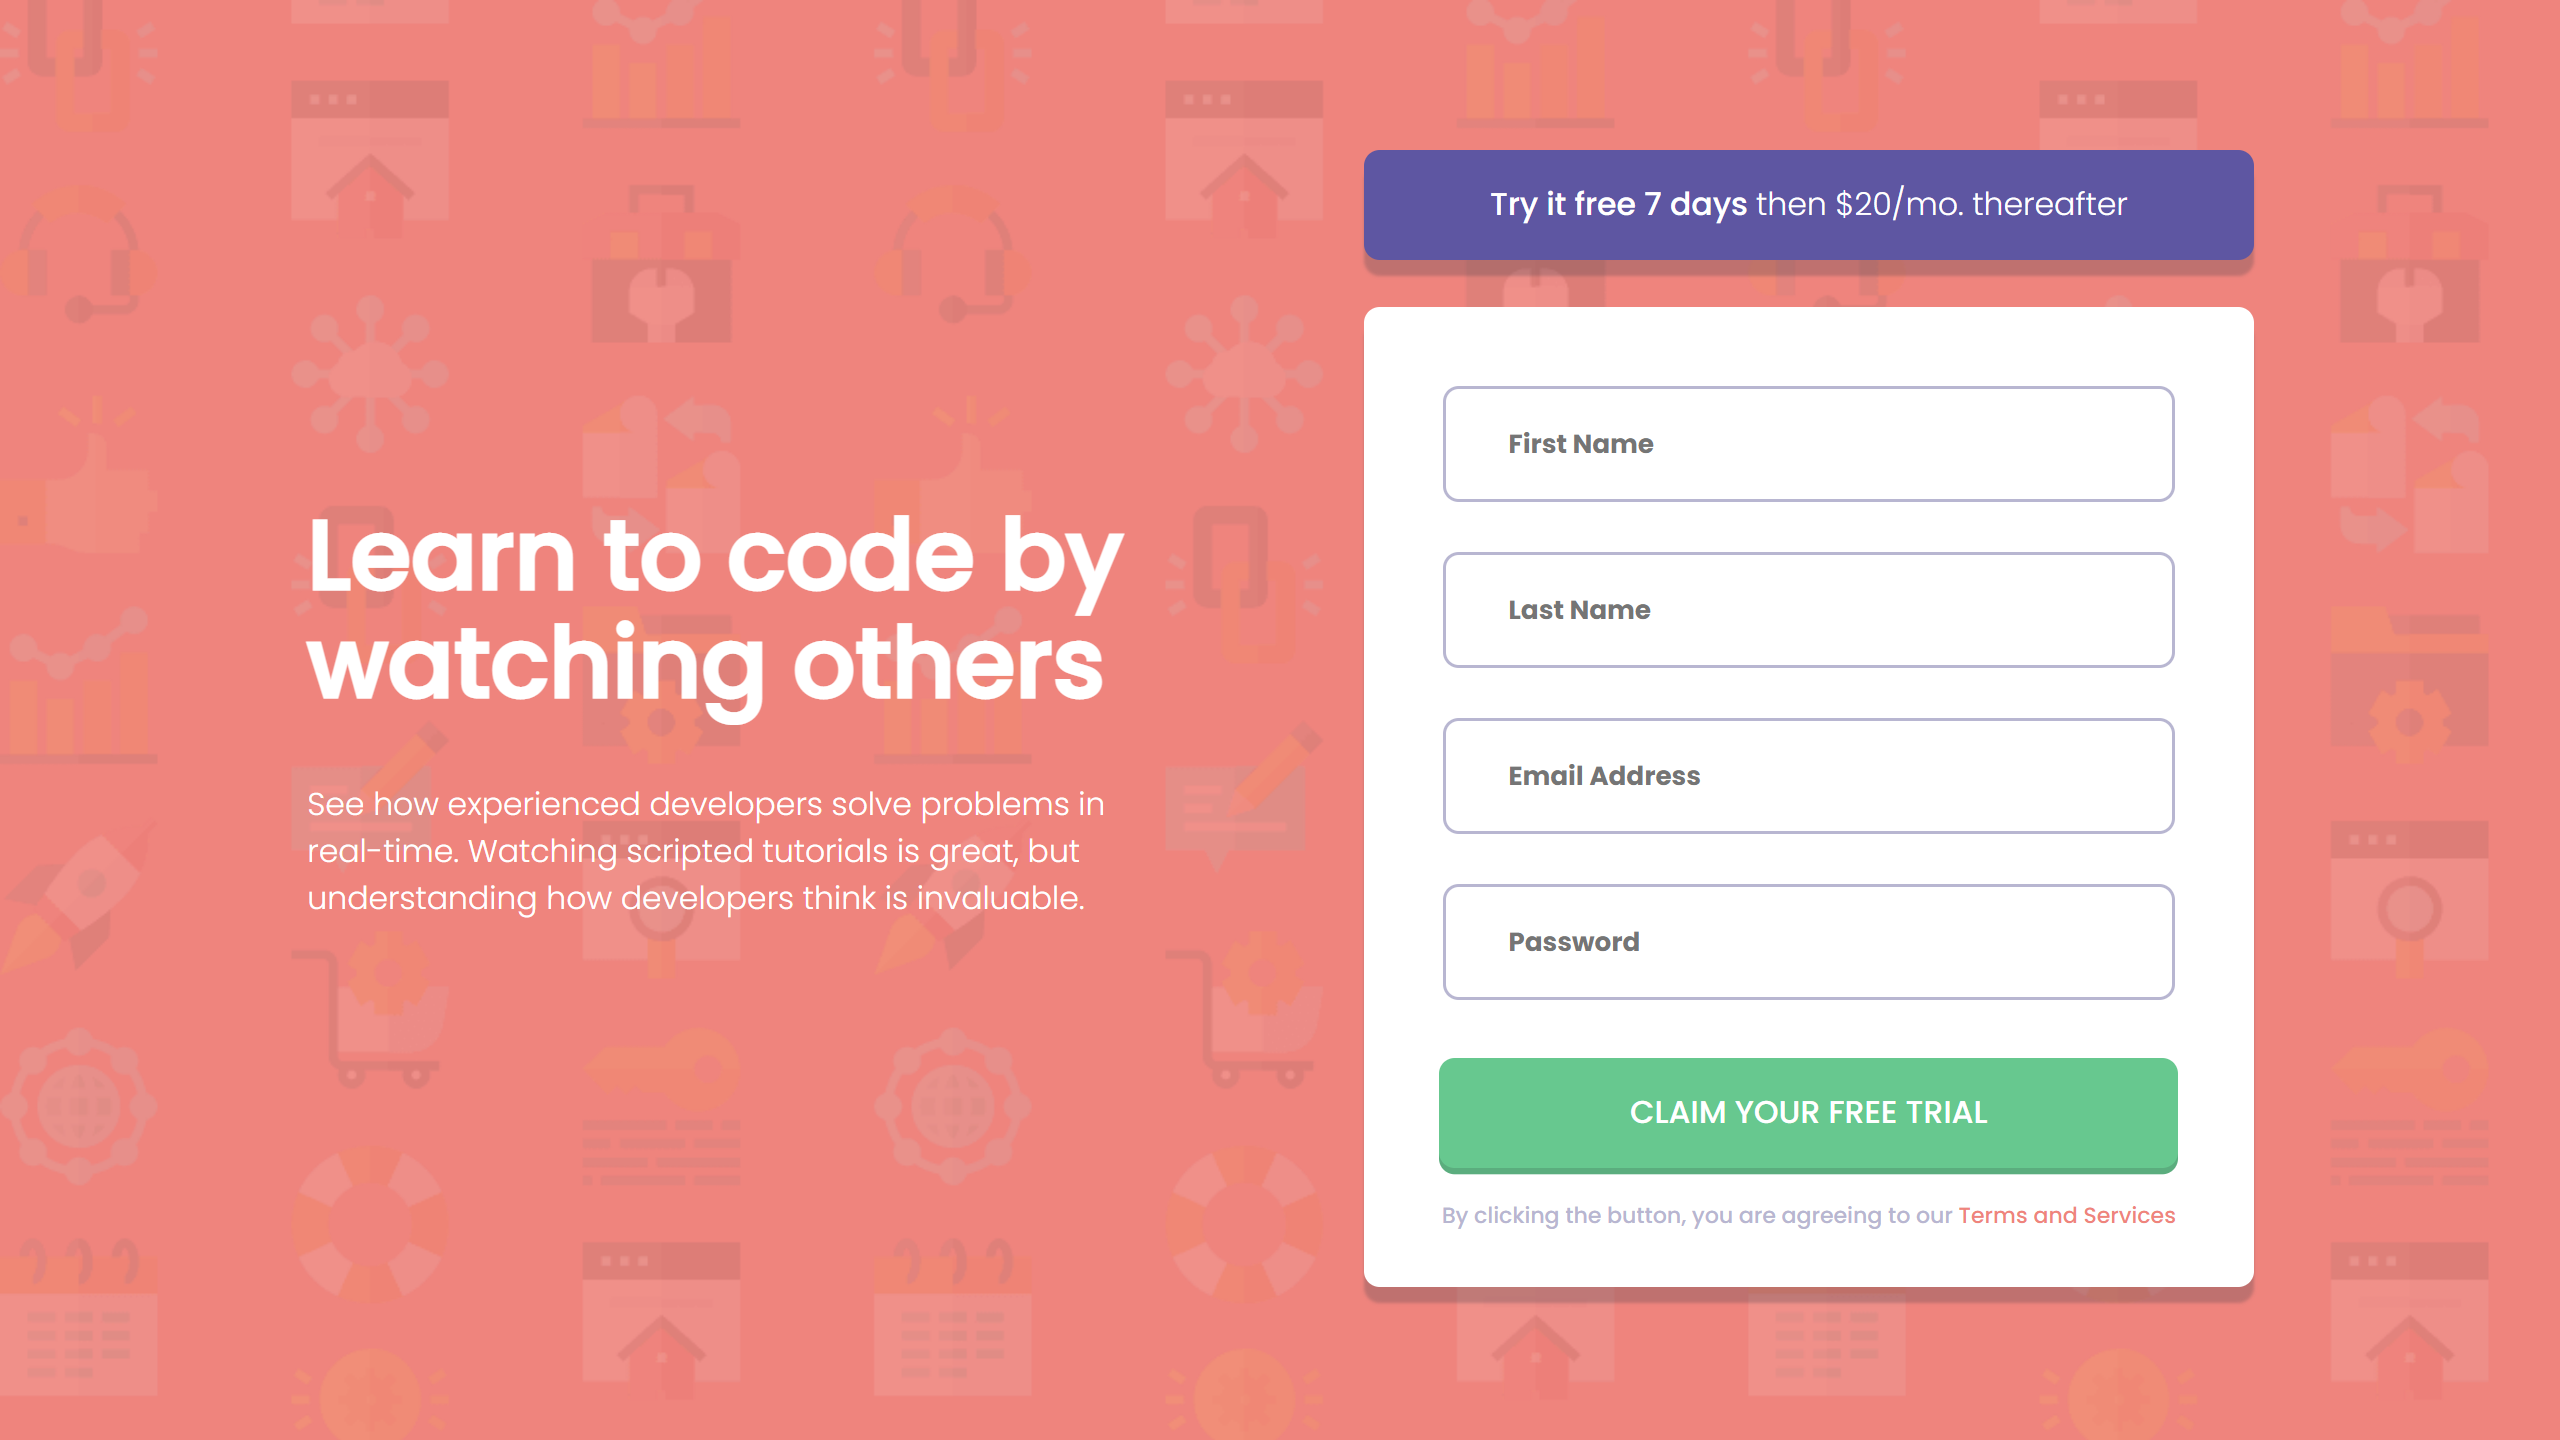 Learn to code by
watching others
See how experienced developers solve problems in
real-time. Watching scripted tutorials is great, but
understanding how developers think is invaluable.
Try it free 7 days then $20/mo. thereafter
First Name
Last Name
Email Address
Password
CLAIM YOUR FREE TRIAL
By clicking the button, you are agreeing to our Terms and Services